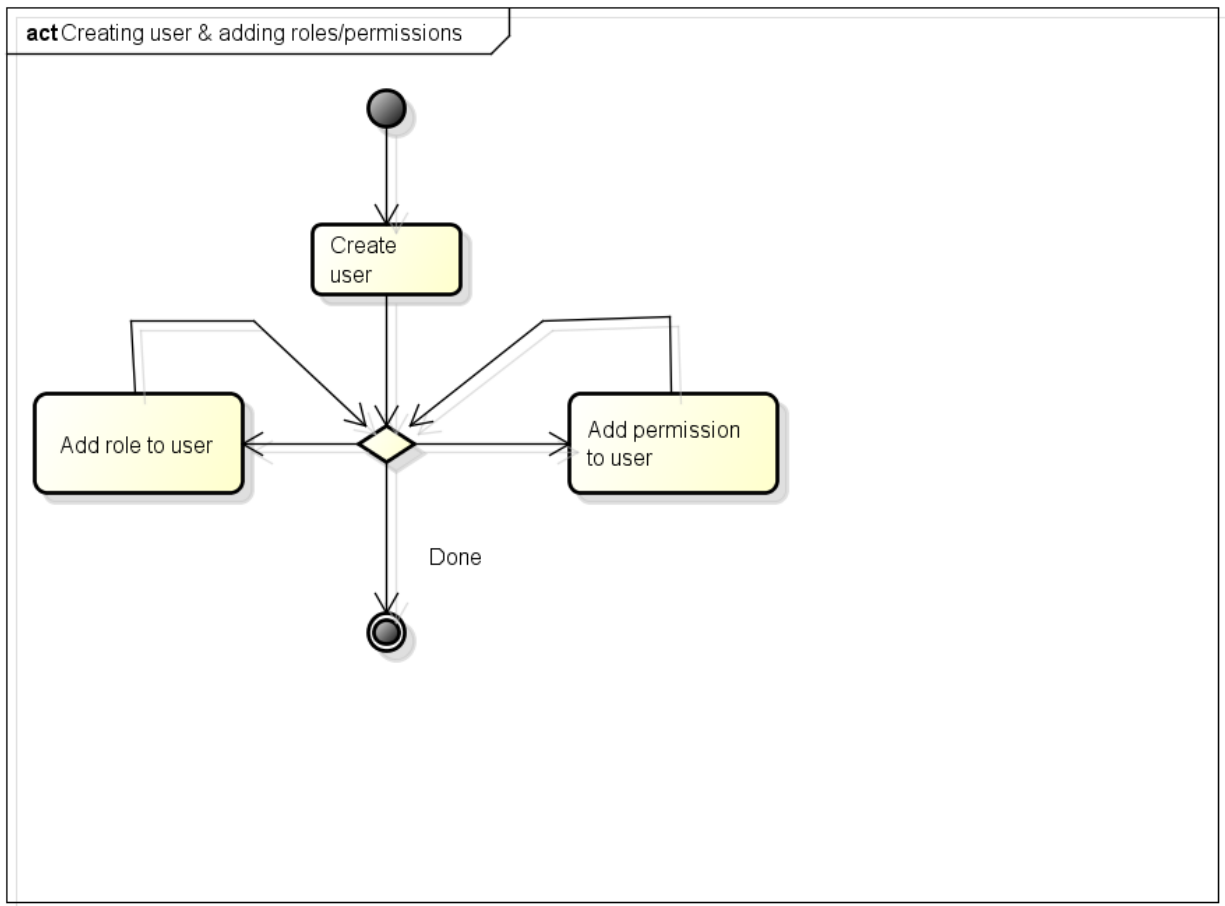 act Creating user & adding roles/permissions
Create
user
Add role to user
Add permission
to user
Done